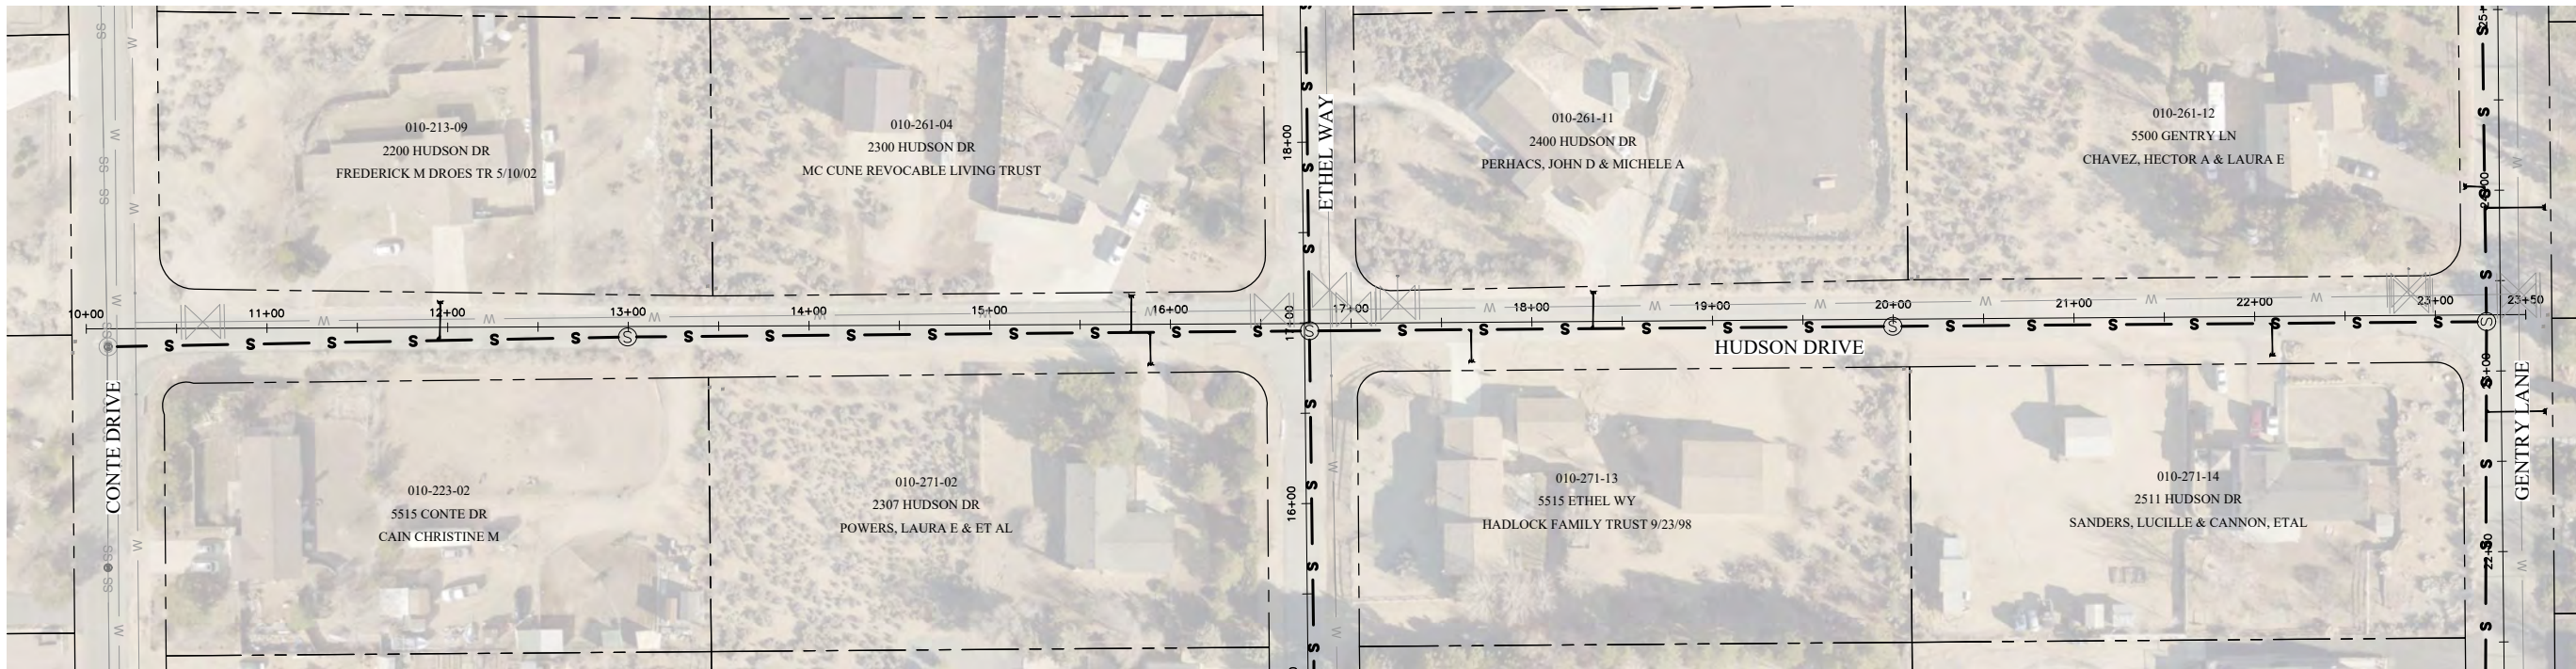 010-213-09
2200 HUDSON DR
FREDERICK M DROES TR 5/10/02
010-261-04
2300 HUDSON DR
MC CUNE REVOCABLE LIVING TRUST
010-261-11
2400 HUDSON DR
PERHACS, JOHN D & MICHELE A
010-261-12
5500 GENTRY LN
CHAVEZ, HECTOR A & LAURA E
ETHEL WAY
18+00
17+00
16+00
10+00
11+00
12+00
13+00
14+00
15+00
16+00
17+00
18+00
19+00
20+00
21+00
22+00
23+00
23+50
HUDSON DRIVE
CONTE DRIVE
GENTRY LANE
010-223-02
5515 CONTE DR
CAIN CHRISTINE M
010-271-02
2307 HUDSON DR
POWERS, LAURA E & ET AL
010-271-13
5515 ETHEL WY
HADLOCK FAMILY TRUST 9/23/98
010-271-14
2511 HUDSON DR
SANDERS, LUCILLE & CANNON, ETAL